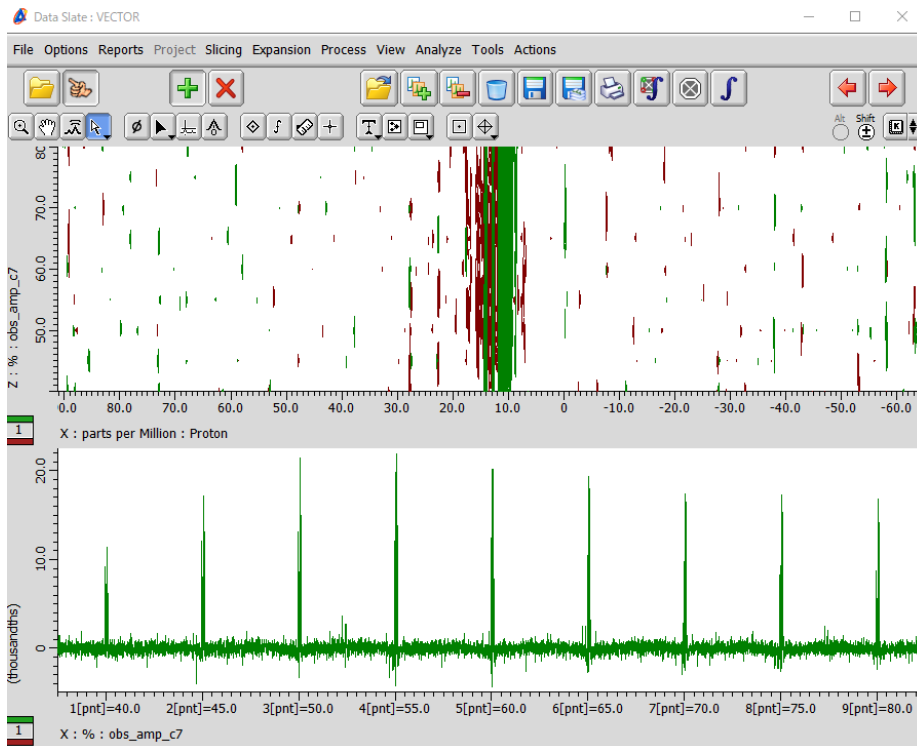 Data Slate : VECTOR
File Options Reports Project Slicing Expansion Process View Analyze Tools Actions
Alt Shift
Z : % : obs_amp_c7
80
70.0
60.0
50.0
0.0 80.0 70.0 60.0 50.0 40.0 30.0 20.0 10.0 0 -10.0 -20.0 -30.0 -40.0 -50.0 -60.0
1
X : parts per Million : Proton
(thousandths)
20.0
10.0
0
1[pnt]=40.0 2[pnt]=45.0 3[pnt]=50.0 4[pnt]=55.0 5[pnt]=60.0 6[pnt]=65.0 7[pnt]=70.0 8[pnt]=75.0 9[pnt]=80.0
1
X : % : obs_amp_c7